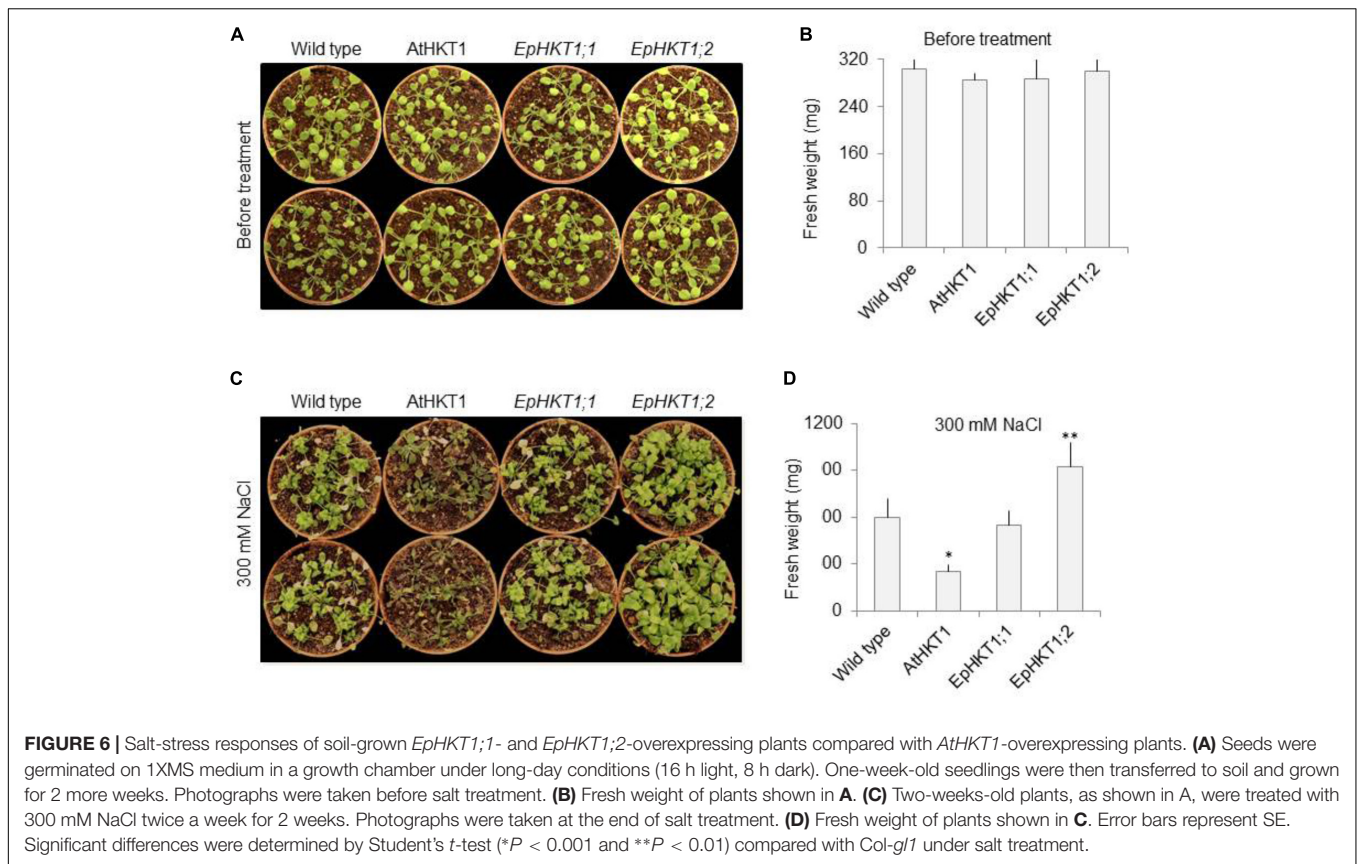 A
Wild type AtHKT1 EpHKT1;1 EpHKT1;2
Before treatment
B
Before treatment
Fresh weight (mg)
320
240
160
80
0
Wild type
AtHKT1
EpHKT1;1
EpHKT1;2
C
Wild type AtHKT1 EpHKT1;1 EpHKT1;2
300 mM NaCl
D
300 mM NaCl
Fresh weight (mg)
1200
00
00
00
0
*
**
Wild type
AtHKT1
EpHKT1;1
EpHKT1;2
FIGURE 6 | Salt-stress responses of soil-grown EpHKT1;1- and EpHKT1;2-overexpressing plants compared with AtHKT1-overexpressing plants. (A) Seeds were
germinated on 1XMS medium in a growth chamber under long-day conditions (16 h light, 8 h dark). One-week-old seedlings were then transferred to soil and grown
for 2 more weeks. Photographs were taken before salt treatment. (B) Fresh weight of plants shown in A. (C) Two-weeks-old plants, as shown in A, were treated with
300 mM NaCl twice a week for 2 weeks. Photographs were taken at the end of salt treatment. (D) Fresh weight of plants shown in C. Error bars represent SE.
Significant differences were determined by Student's t-test (*P < 0.001 and **P < 0.01) compared with Col-gl1 under salt treatment.